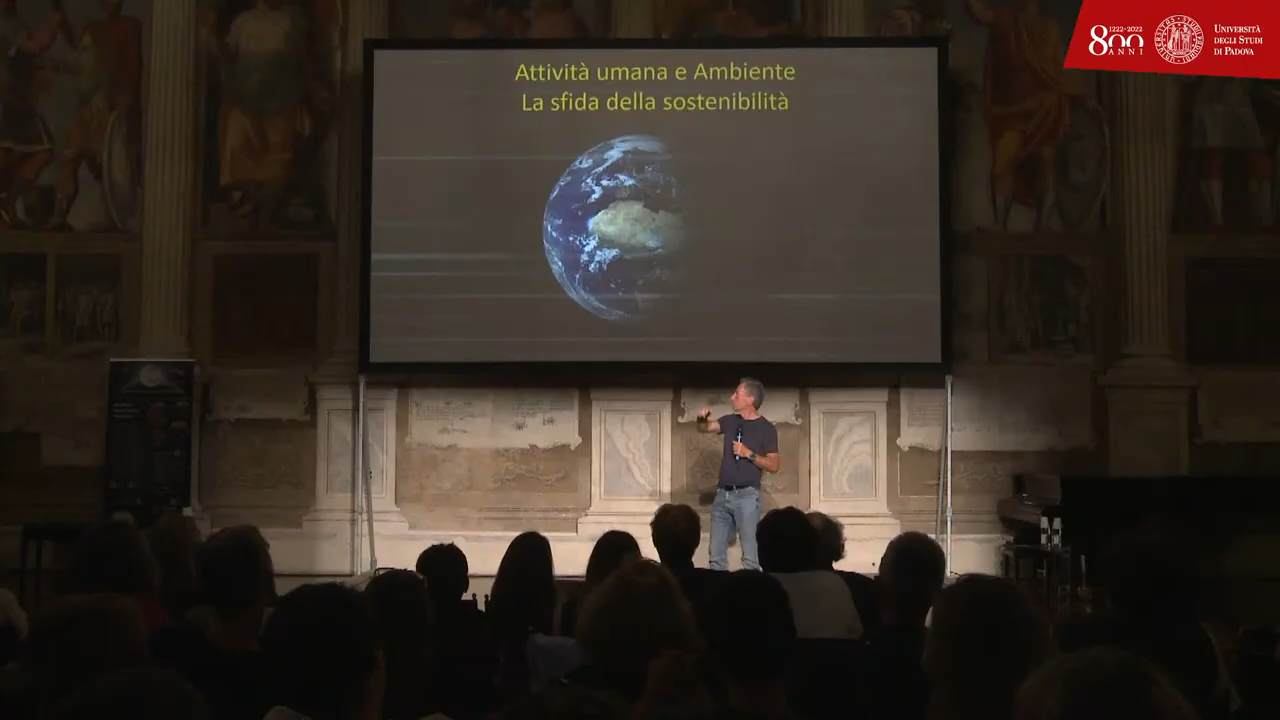 Attività umana e Ambiente
La sfida della sostenibilità
1222·2022
800
ANNI
UNIVERSITÀ
DEGLI STUDI
DI PADOVA